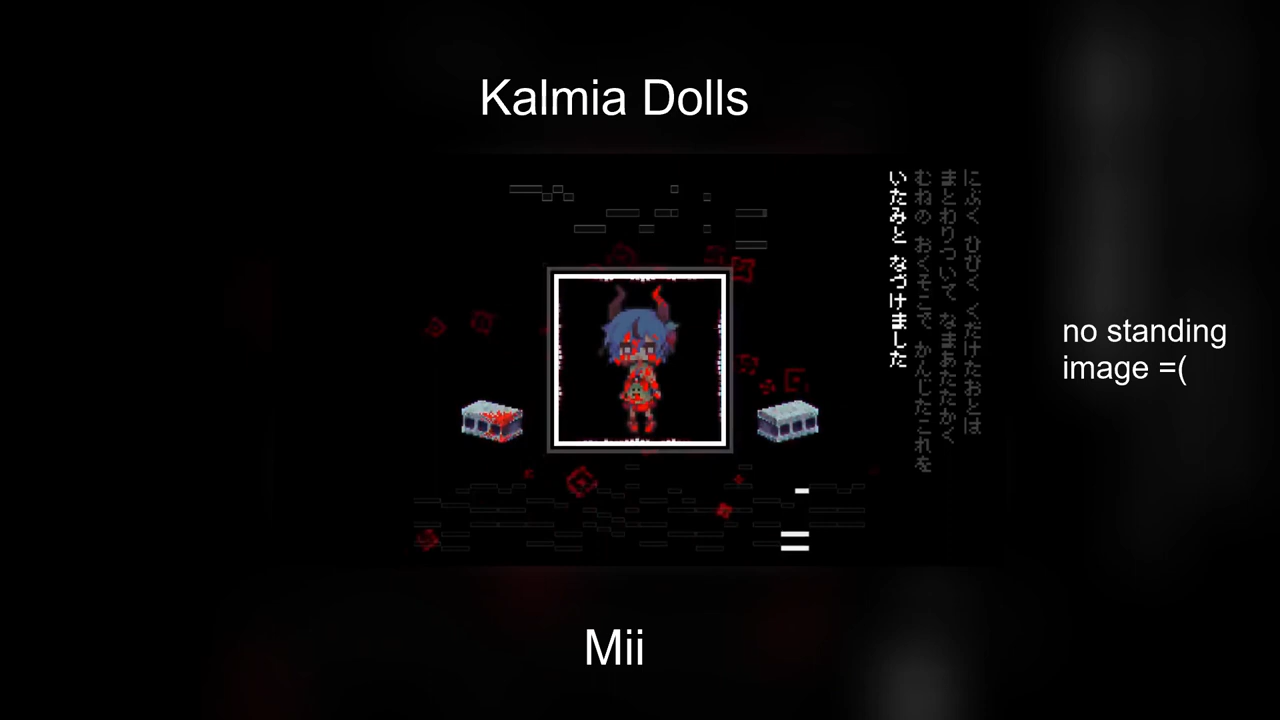 Kalmia Dolls
にぶく ひびく くだけたおとは
まとわりついて なまあたたかく
むねの おくそこで かんじたこれを
いたみと なづけました
no standing
image =(
Mii